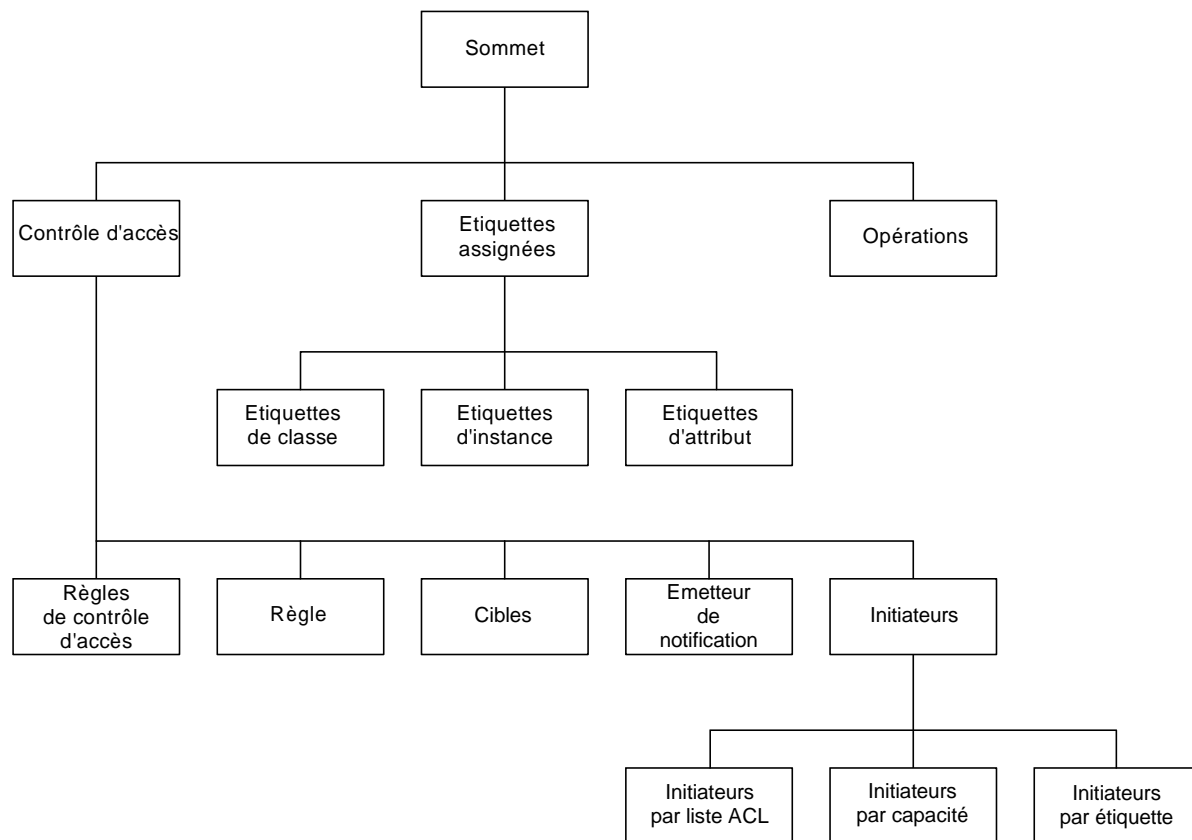 Sommet
Contrôle d'accès
Etiquettes
assignées
Opérations
Etiquettes
de classe
Etiquettes
d'instance
Etiquettes
d'attribut
Règles
de contrôle
d'accès
Règle
Cibles
Emetteur
de
notification
Initiateurs
Initiateurs
par liste ACL
Initiateurs
par capacité
Initiateurs
par étiquette